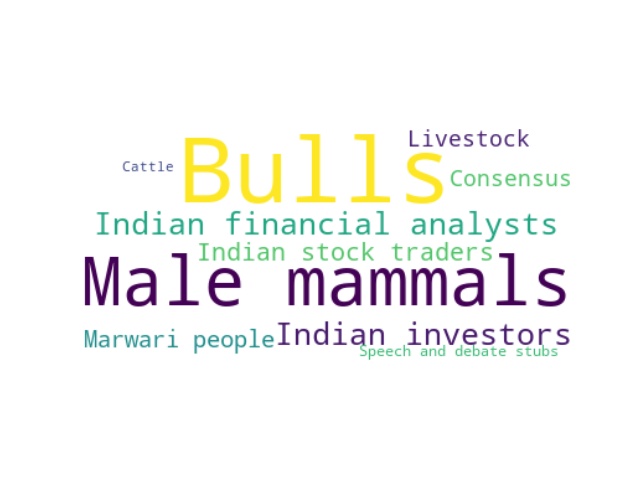 Livestock
Bulls
Cattle
Consensus
Indian financial analysts
Indian stock traders
Male mammals
Marwari people
Indian investors
Speech and debate stubs